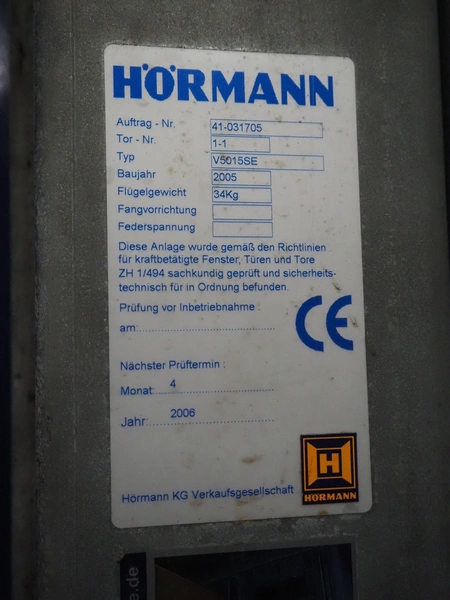 HÖRMANN
Auftrag - Nr. 41-031705
Tor - Nr. 1-1
Typ V5015SE
Baujahr 2005
Flügelgewicht 34Kg
Fangvorrichtung
Federspannung
Diese Anlage wurde gemäß den Richtlinien
für kraftbetätigte Fenster, Türen und Tore
ZH 1/494 sachkundig geprüft und sicherheits-
technisch für in Ordnung befunden.
Prüfung vor Inbetriebnahme :
am:
CE
Nächster Prüftermin :
Monat: 4
Jahr: 2006
Hörmann KG Verkaufsgesellschaft
H
HÖRMANN
e.de